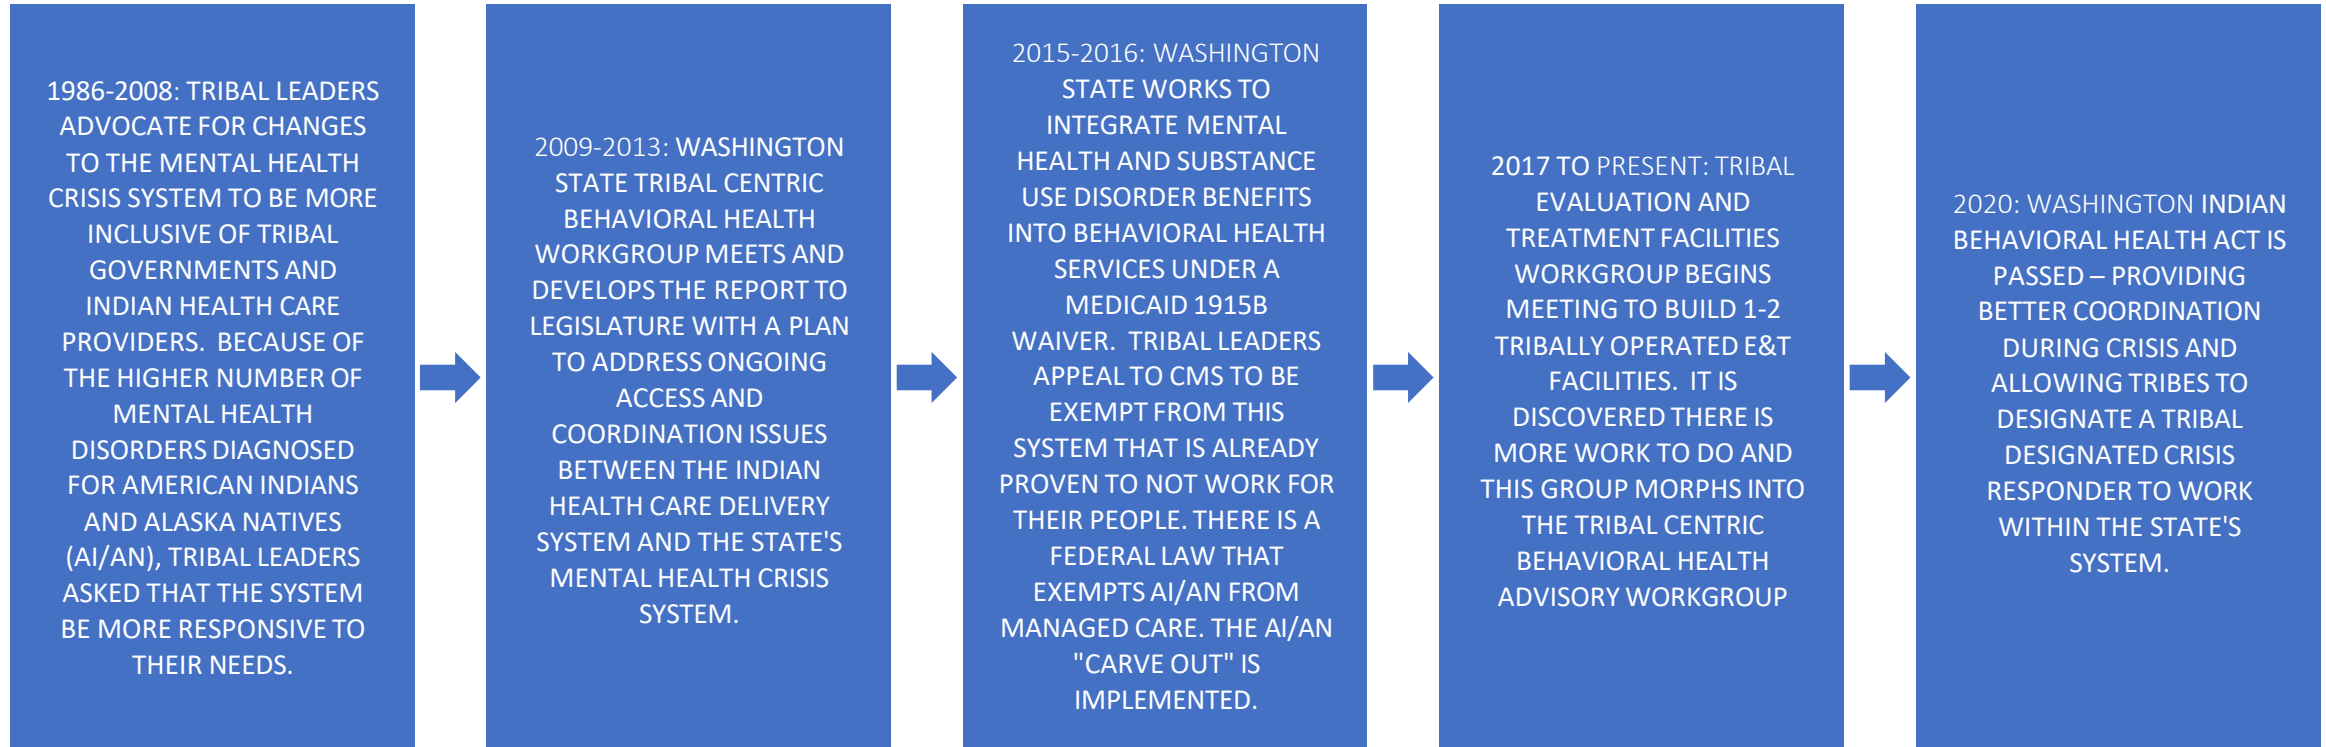 1986-2008: TRIBAL LEADERS
ADVOCATE FOR CHANGES
TO THE MENTAL HEALTH
CRISIS SYSTEM TO BE MORE
INCLUSIVE OF TRIBAL
GOVERNMENTS AND
INDIAN HEALTH CARE
PROVIDERS. BECAUSE OF
THE HIGHER NUMBER OF
MENTAL HEALTH
DISORDERS DIAGNOSED
FOR AMERICAN INDIANS
AND ALASKA NATIVES
(AI/AN), TRIBAL LEADERS
ASKED THAT THE SYSTEM
BE MORE RESPONSIVE TO
THEIR NEEDS.
2009-2013: WASHINGTON
STATE TRIBAL CENTRIC
BEHAVIORAL HEALTH
WORKGROUP MEETS AND
DEVELOPS THE REPORT TO
LEGISLATURE WITH A PLAN
TO ADDRESS ONGOING
ACCESS AND
COORDINATION ISSUES
BETWEEN THE INDIAN
HEALTH CARE DELIVERY
SYSTEM AND THE STATE'S
MENTAL HEALTH CRISIS
SYSTEM.
2015-2016: WASHINGTON
STATE WORKS TO
INTEGRATE MENTAL
HEALTH AND SUBSTANCE
USE DISORDER BENEFITS
INTO BEHAVIORAL HEALTH
SERVICES UNDER A
MEDICAID 1915B
WAIVER. TRIBAL LEADERS
APPEAL TO CMS TO BE
EXEMPT FROM THIS
SYSTEM THAT IS ALREADY
PROVEN TO NOT WORK FOR
THEIR PEOPLE. THERE IS A
FEDERAL LAW THAT
EXEMPTS AI/AN FROM
MANAGED CARE. THE AI/AN
"CARVE OUT" IS
IMPLEMENTED.
2017 TO PRESENT: TRIBAL
EVALUATION AND
TREATMENT FACILITIES
WORKGROUP BEGINS
MEETING TO BUILD 1-2
TRIBALLY OPERATED E&T
FACILITIES. IT IS
DISCOVERED THERE IS
MORE WORK TO DO AND
THIS GROUP MORPHS INTO
THE TRIBAL CENTRIC
BEHAVIORAL HEALTH
ADVISORY WORKGROUP
2020: WASHINGTON INDIAN
BEHAVIORAL HEALTH ACT IS
PASSED – PROVIDING
BETTER COORDINATION
DURING CRISIS AND
ALLOWING TRIBES TO
DESIGNATE A TRIBAL
DESIGNATED CRISIS
RESPONDER TO WORK
WITHIN THE STATE'S
SYSTEM.